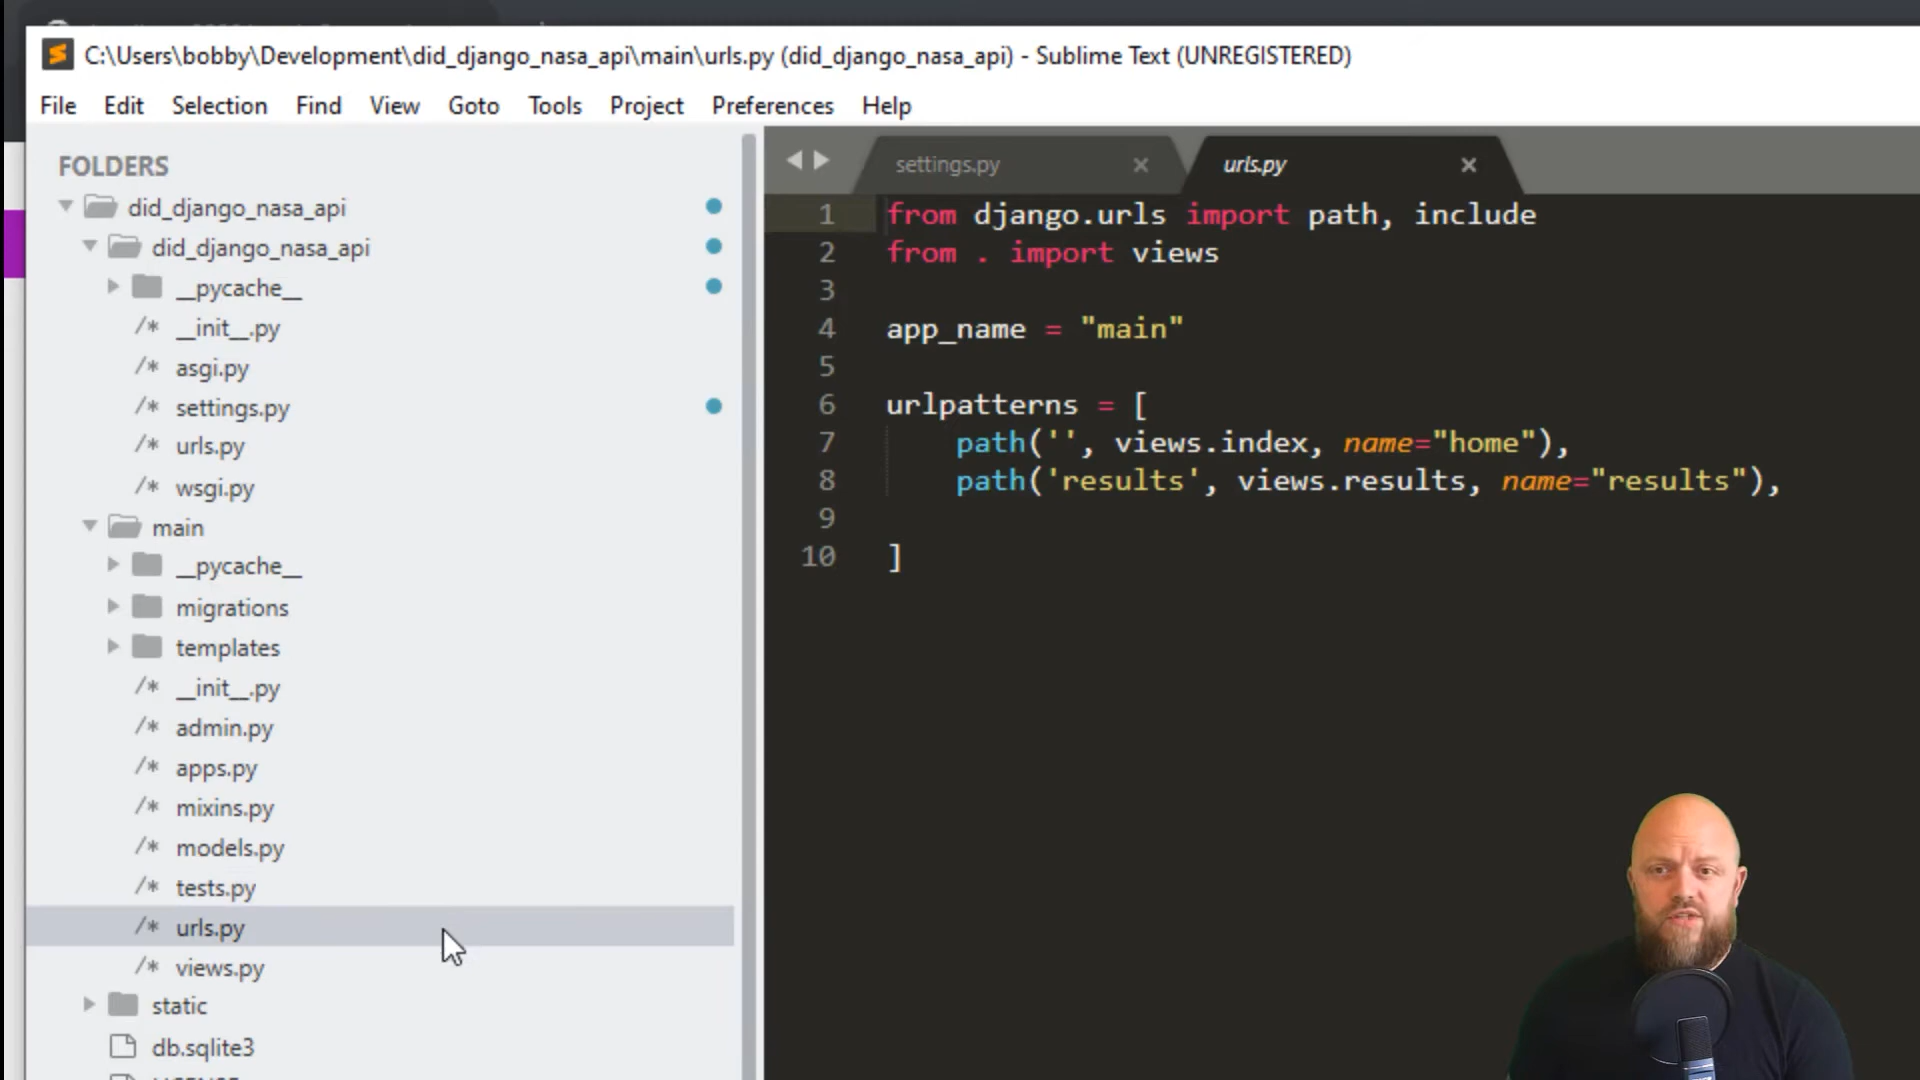 C:\Users\bobby\Development\did_django_nasa_api\main\urls.py (did_django_nasa_api) - Sublime Text (UNREGISTERED)
File Edit Selection Find View Goto Tools Project Preferences Help
FOLDERS
did_django_nasa_api
did_django_nasa_api
__pycache__
/* __init__.py
/* asgi.py
/* settings.py
/* urls.py
/* wsgi.py
main
__pycache__
migrations
templates
/* __init__.py
/* admin.py
/* apps.py
/* mixins.py
/* models.py
/* tests.py
/* urls.py
/* views.py
static
db.sqlite3
settings.py × urls.py ×
1 from django.urls import path, include
2 from . import views
3
4 app_name = "main"
5
6 urlpatterns = [
7 path('', views.index, name="home"),
8 path('results', views.results, name="results"),
9
10 ]